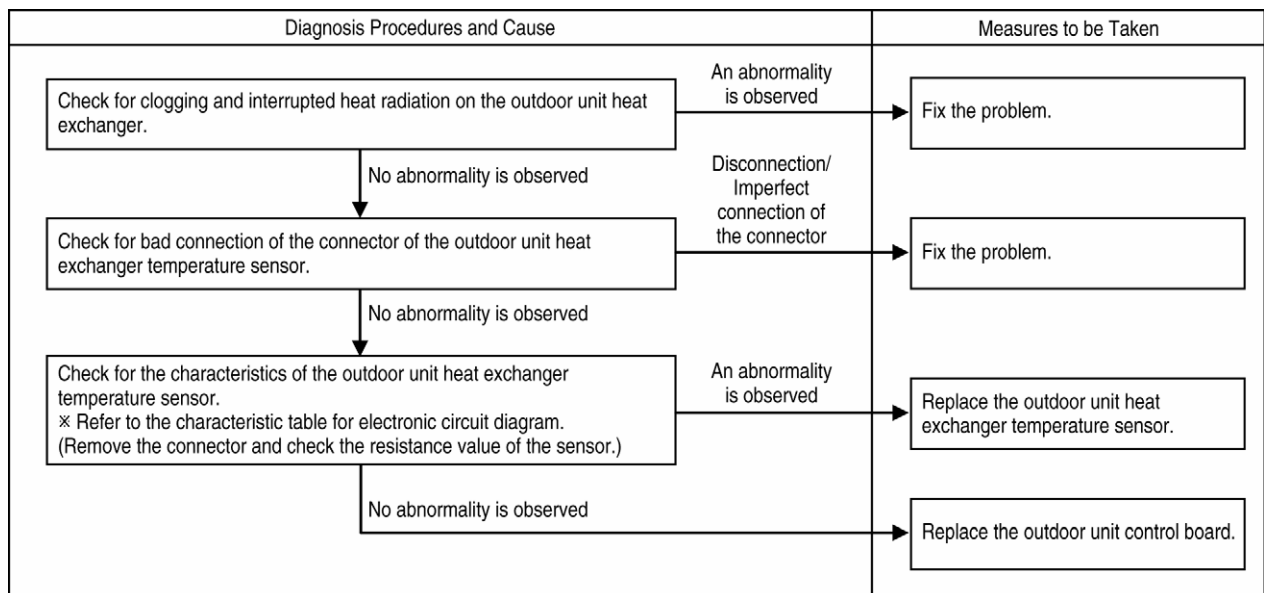 Diagnosis Procedures and Cause
Measures to be Taken
Check for clogging and interrupted heat radiation on the outdoor unit heat
exchanger.
An abnormality
is observed
Fix the problem.
No abnormality is observed
Check for bad connection of the connector of the outdoor unit heat
exchanger temperature sensor.
Disconnection/
Imperfect
connection of
the connector
Fix the problem.
No abnormality is observed
Check for the characteristics of the outdoor unit heat exchanger
temperature sensor.
※ Refer to the characteristic table for electronic circuit diagram.
(Remove the connector and check the resistance value of the sensor.)
An abnormality
is observed
Replace the outdoor unit heat
exchanger temperature sensor.
No abnormality is observed
Replace the outdoor unit control board.